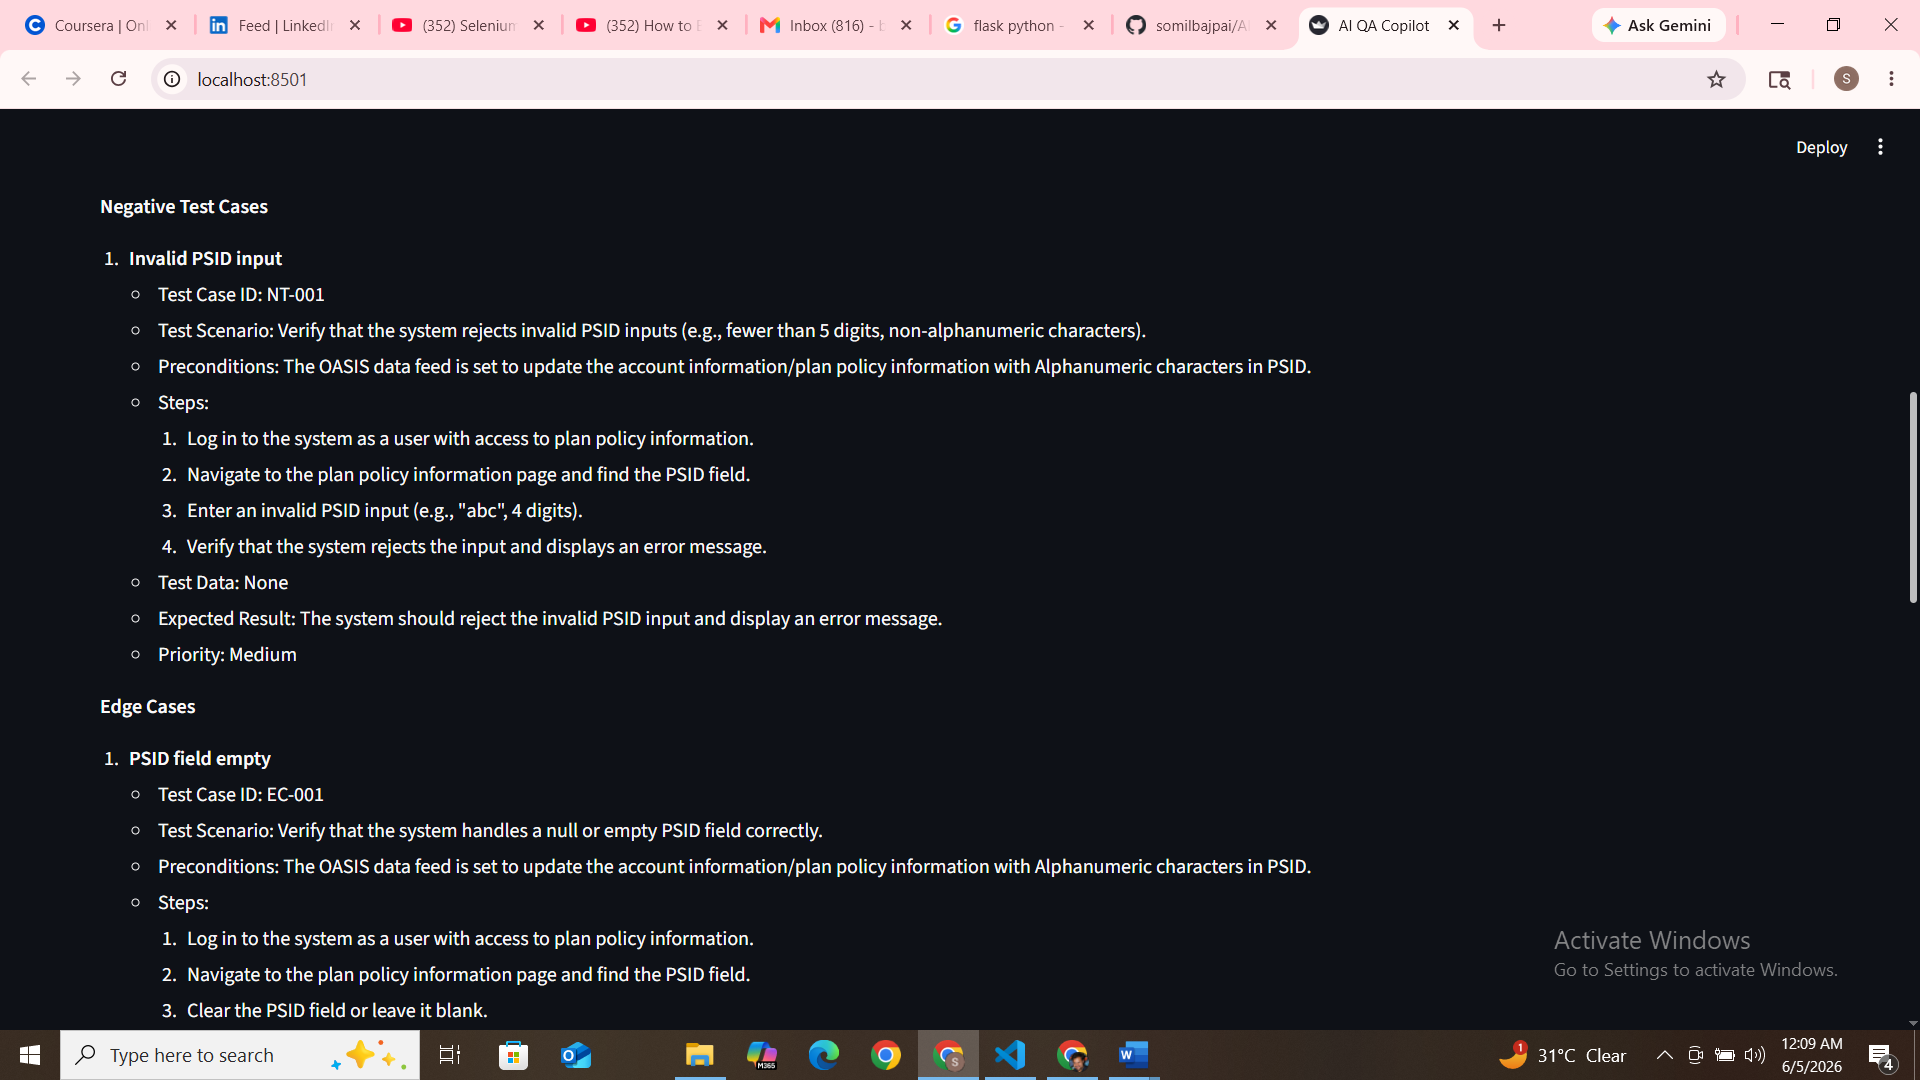 Coursera | Onl
Feed | LinkedIn
(352) Selenium
(352) How to E
Inbox (816) - b
flask python -
somilbajpai/AI
AI QA Copilot
Ask Gemini
localhost:8501
S
Deploy
Negative Test Cases
1. Invalid PSID input
Test Case ID: NT-001
Test Scenario: Verify that the system rejects invalid PSID inputs (e.g., fewer than 5 digits, non-alphanumeric characters).
Preconditions: The OASIS data feed is set to update the account information/plan policy information with Alphanumeric characters in PSID.
Steps:
1. Log in to the system as a user with access to plan policy information.
2. Navigate to the plan policy information page and find the PSID field.
3. Enter an invalid PSID input (e.g., "abc", 4 digits).
4. Verify that the system rejects the input and displays an error message.
Test Data: None
Expected Result: The system should reject the invalid PSID input and display an error message.
Priority: Medium
Edge Cases
1. PSID field empty
Test Case ID: EC-001
Test Scenario: Verify that the system handles a null or empty PSID field correctly.
Preconditions: The OASIS data feed is set to update the account information/plan policy information with Alphanumeric characters in PSID.
Steps:
1. Log in to the system as a user with access to plan policy information.
2. Navigate to the plan policy information page and find the PSID field.
3. Clear the PSID field or leave it blank.
Activate Windows
Go to Settings to activate Windows.
Type here to search
M365
1
31°C Clear
12:09 AM
6/5/2026
4